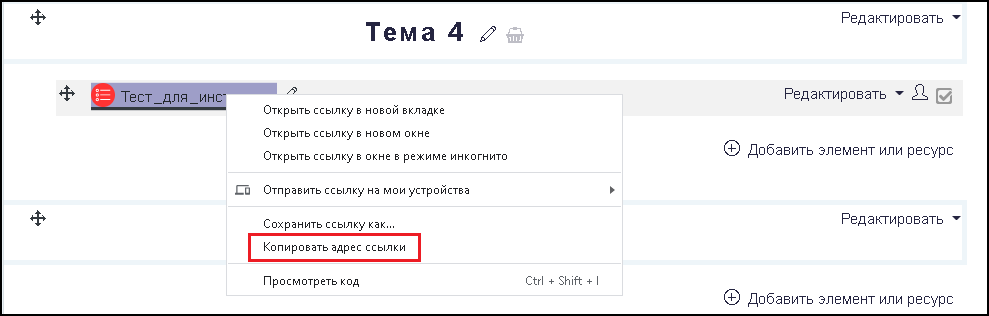 Редактировать
Тема 4
Тест_для_инст
Редактировать
Открыть ссылку в новой вкладке
Открыть ссылку в новом окне
Открыть ссылку в окне в режиме инкогнито
Добавить элемент или ресурс
Отправить ссылку на мои устройства
Сохранить ссылку как...
Редактировать
Копировать адрес ссылки
Просмотреть код Ctrl + Shift + I
Добавить элемент или ресурс